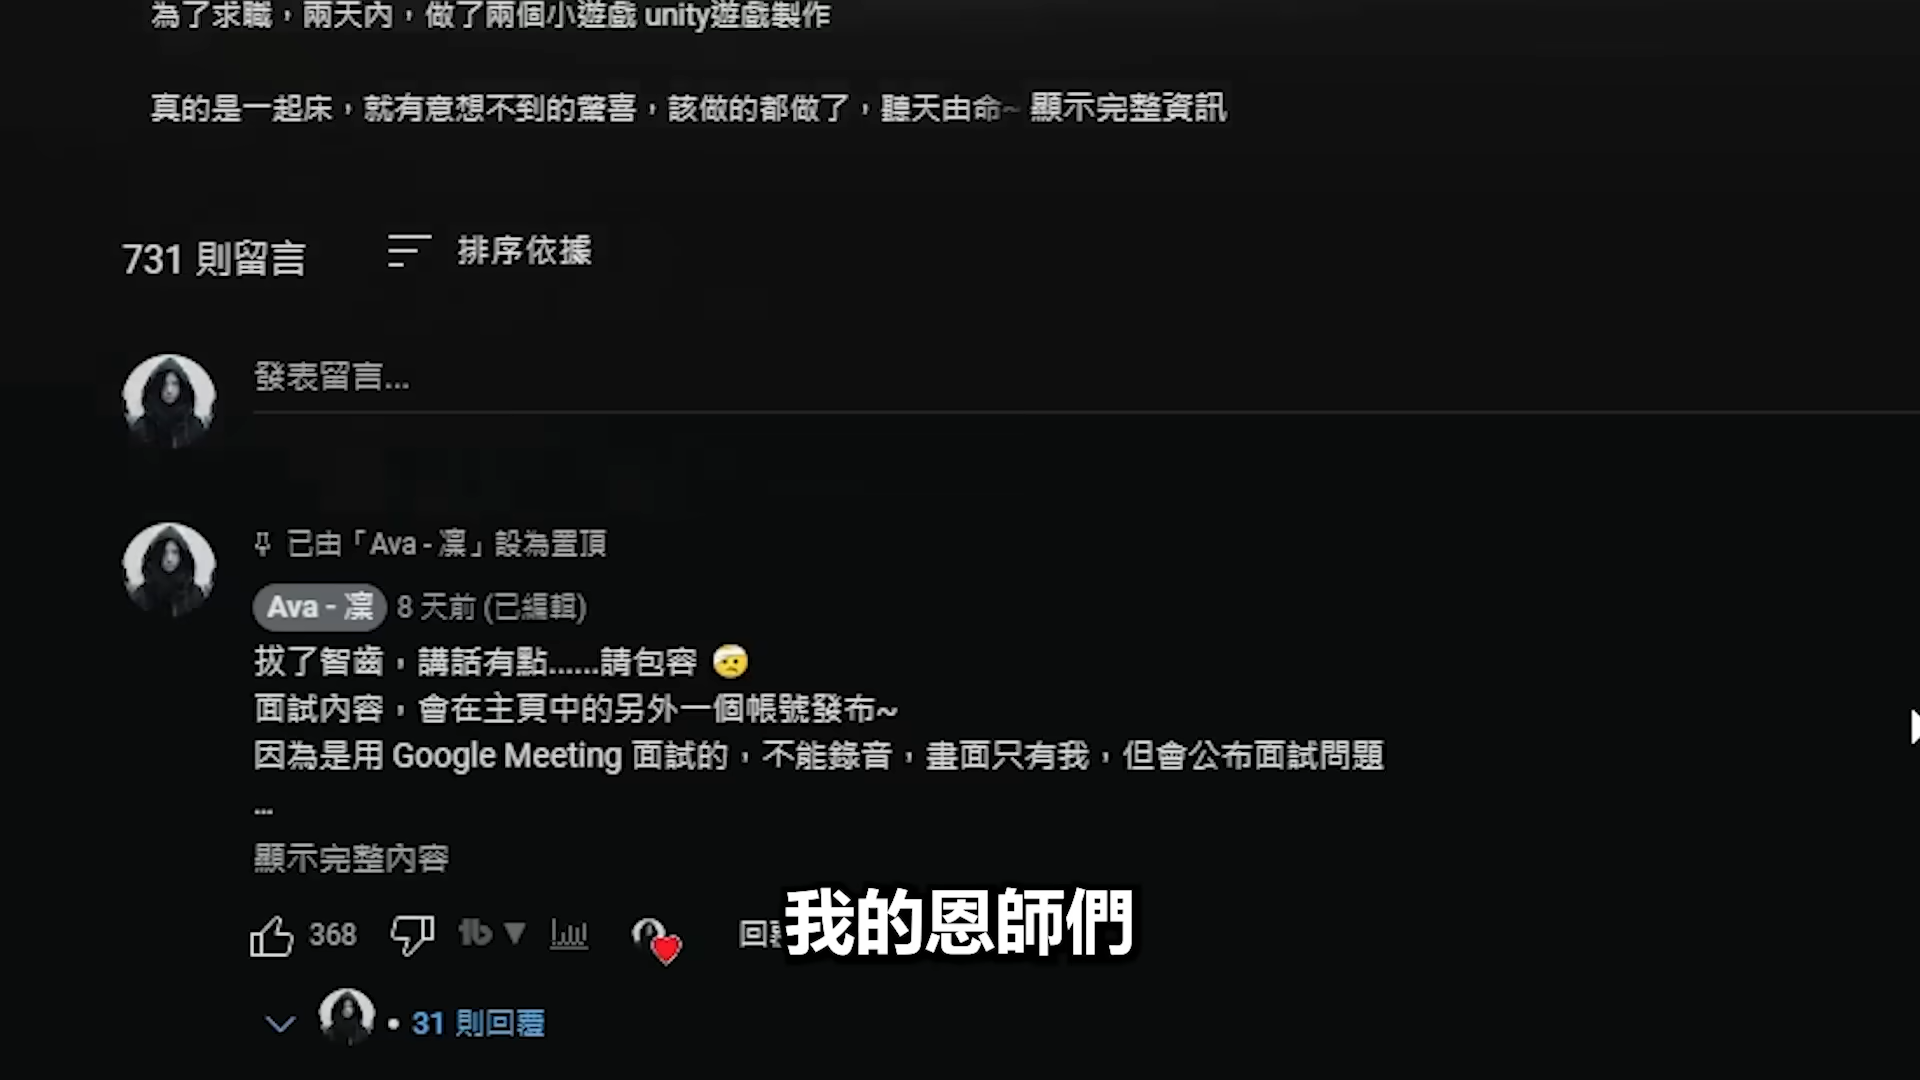 為了求職，兩天內，做了兩個小遊戲 unity遊戲製作
真的是一起床，就有意想不到的驚喜，該做的都做了，聽天由命~ 顯示完整資訊
731 則留言
排序依據
發表留言...
已由「Ava - 凜」設為置頂
Ava - 凜 8 天前 (已編輯)
拔了智齒，講話有點......請包容
面試內容，會在主頁中的另外一個帳號發布~
因為是用 Google Meeting 面試的，不能錄音，畫面只有我，但會公布面試問題
...
顯示完整內容
368
回
我的恩師們
31 則回覆